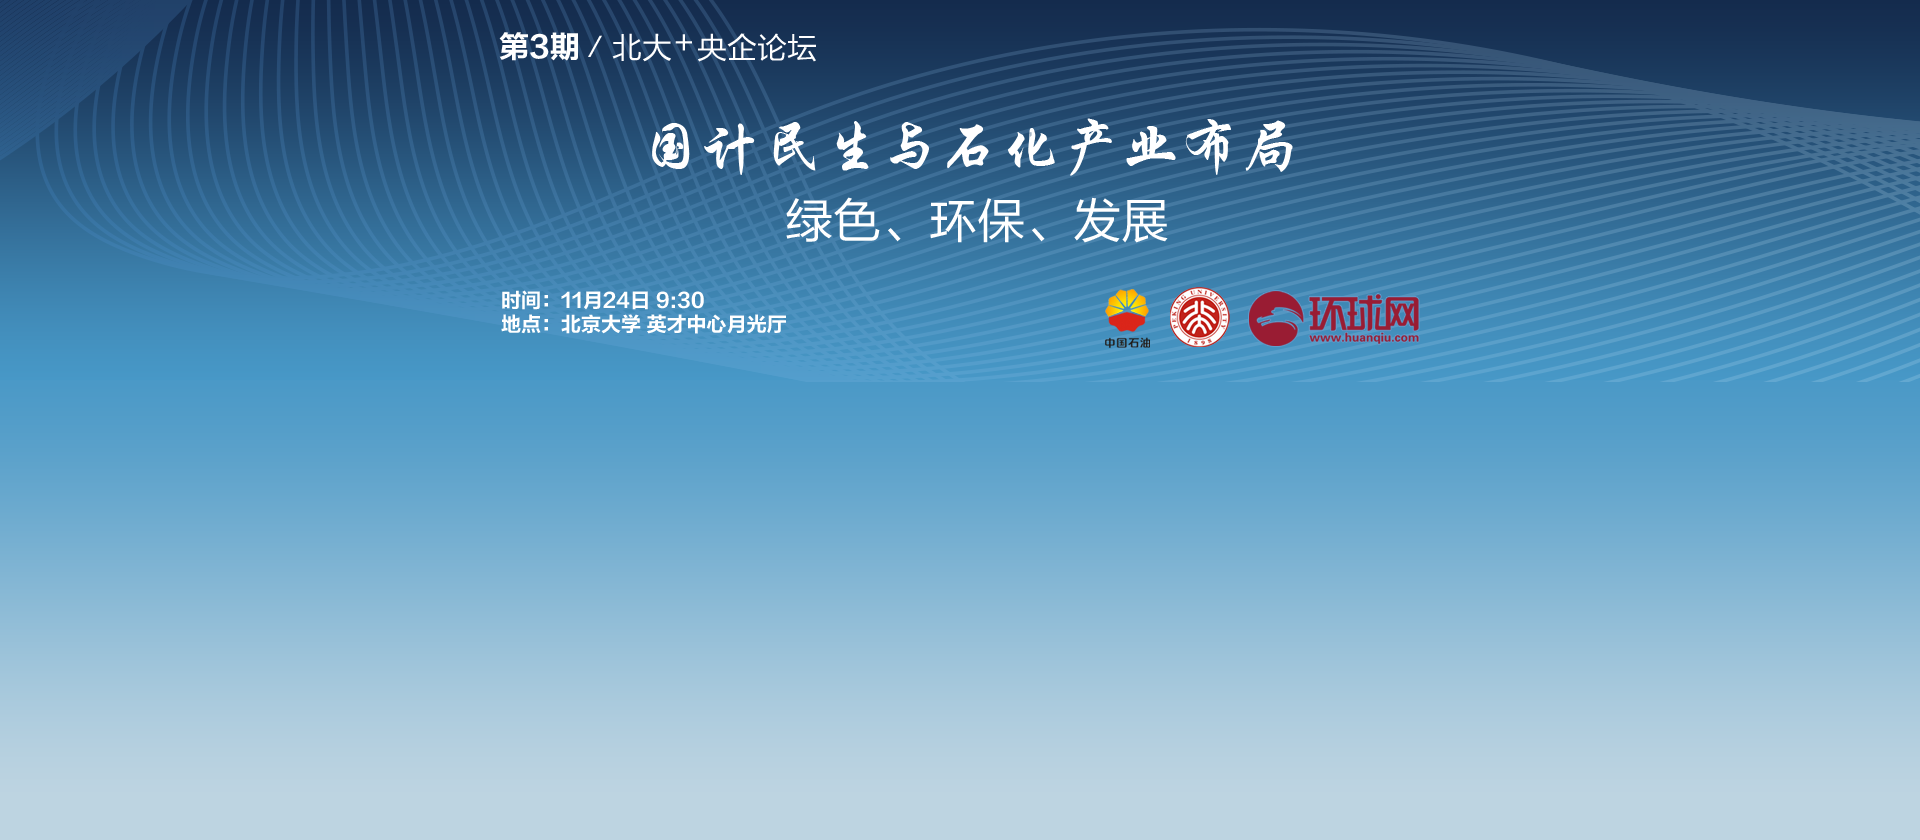 第3期 / 北大+央企论坛
国计民生与石化产业布局
绿色、环保、发展
时间：11月24日 9:30
地点：北京大学 英才中心月光厅
中国石油
PEKING UNIVERSITY
1898
环球网
www.huanqiu.com